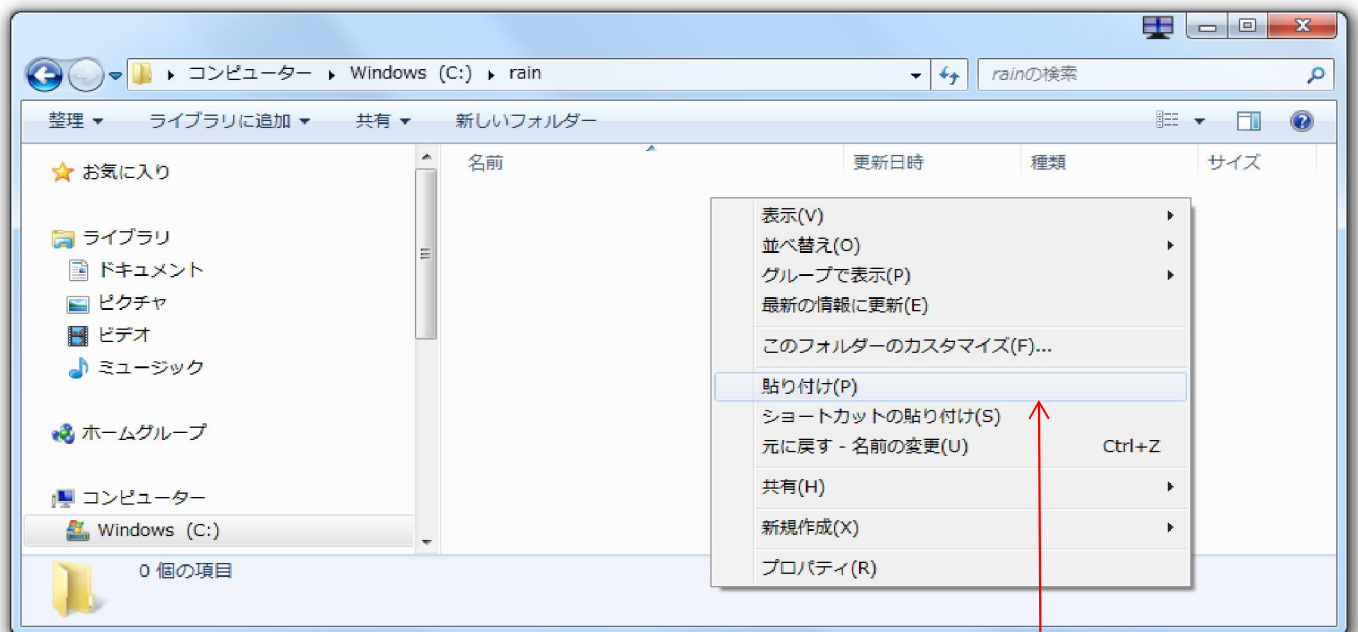 コンピューター Windows (C:) rain
rainの検索
整理 ライブラリに追加 共有 新しいフォルダー
お気に入り
ライブラリ
ドキュメント
ピクチャ
ビデオ
ミュージック
ホームグループ
コンピューター
Windows (C:)
名前 更新日時 種類 サイズ
表示(V)
並べ替え(O)
グループで表示(P)
最新の情報に更新(E)
このフォルダーのカスタマイズ(F)...
貼り付け(P)
ショートカットの貼り付け(S)
元に戻す - 名前の変更(U) Ctrl+Z
共有(H)
新規作成(X)
プロパティ(R)
0 個の項目